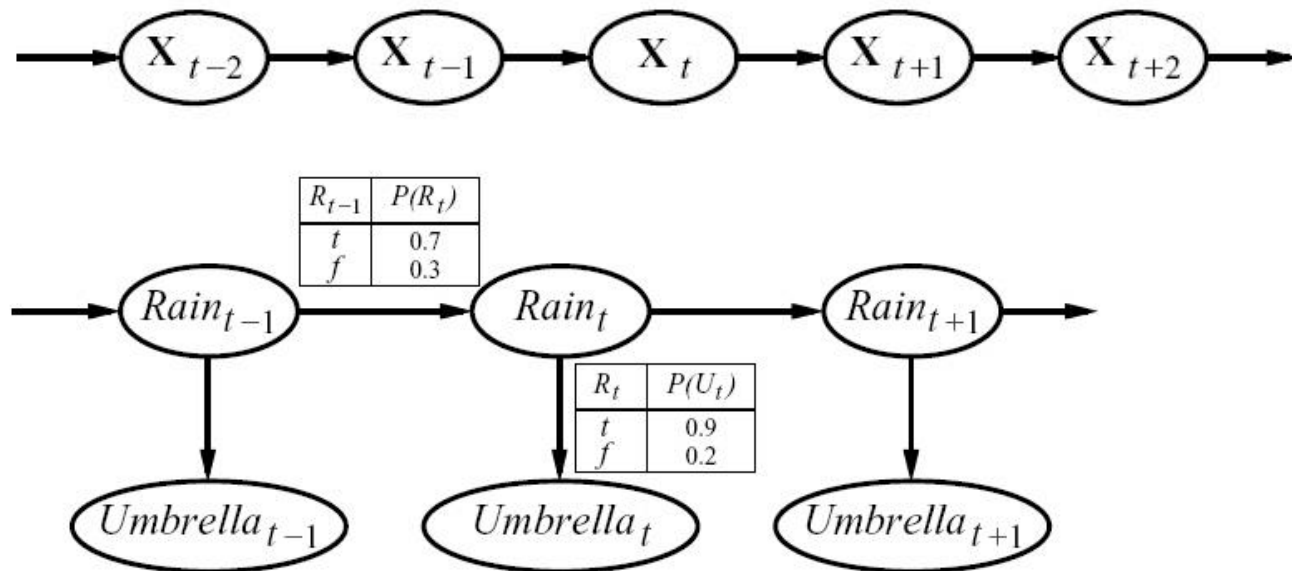 X t−2 X t−1 X t X t+1 X t+2
R t−1 P(R t)
t 0.7
f 0.3
Rain t−1 Rain t Rain t+1
R t P(U t)
t 0.9
f 0.2
Umbrella t−1 Umbrella t Umbrella t+1